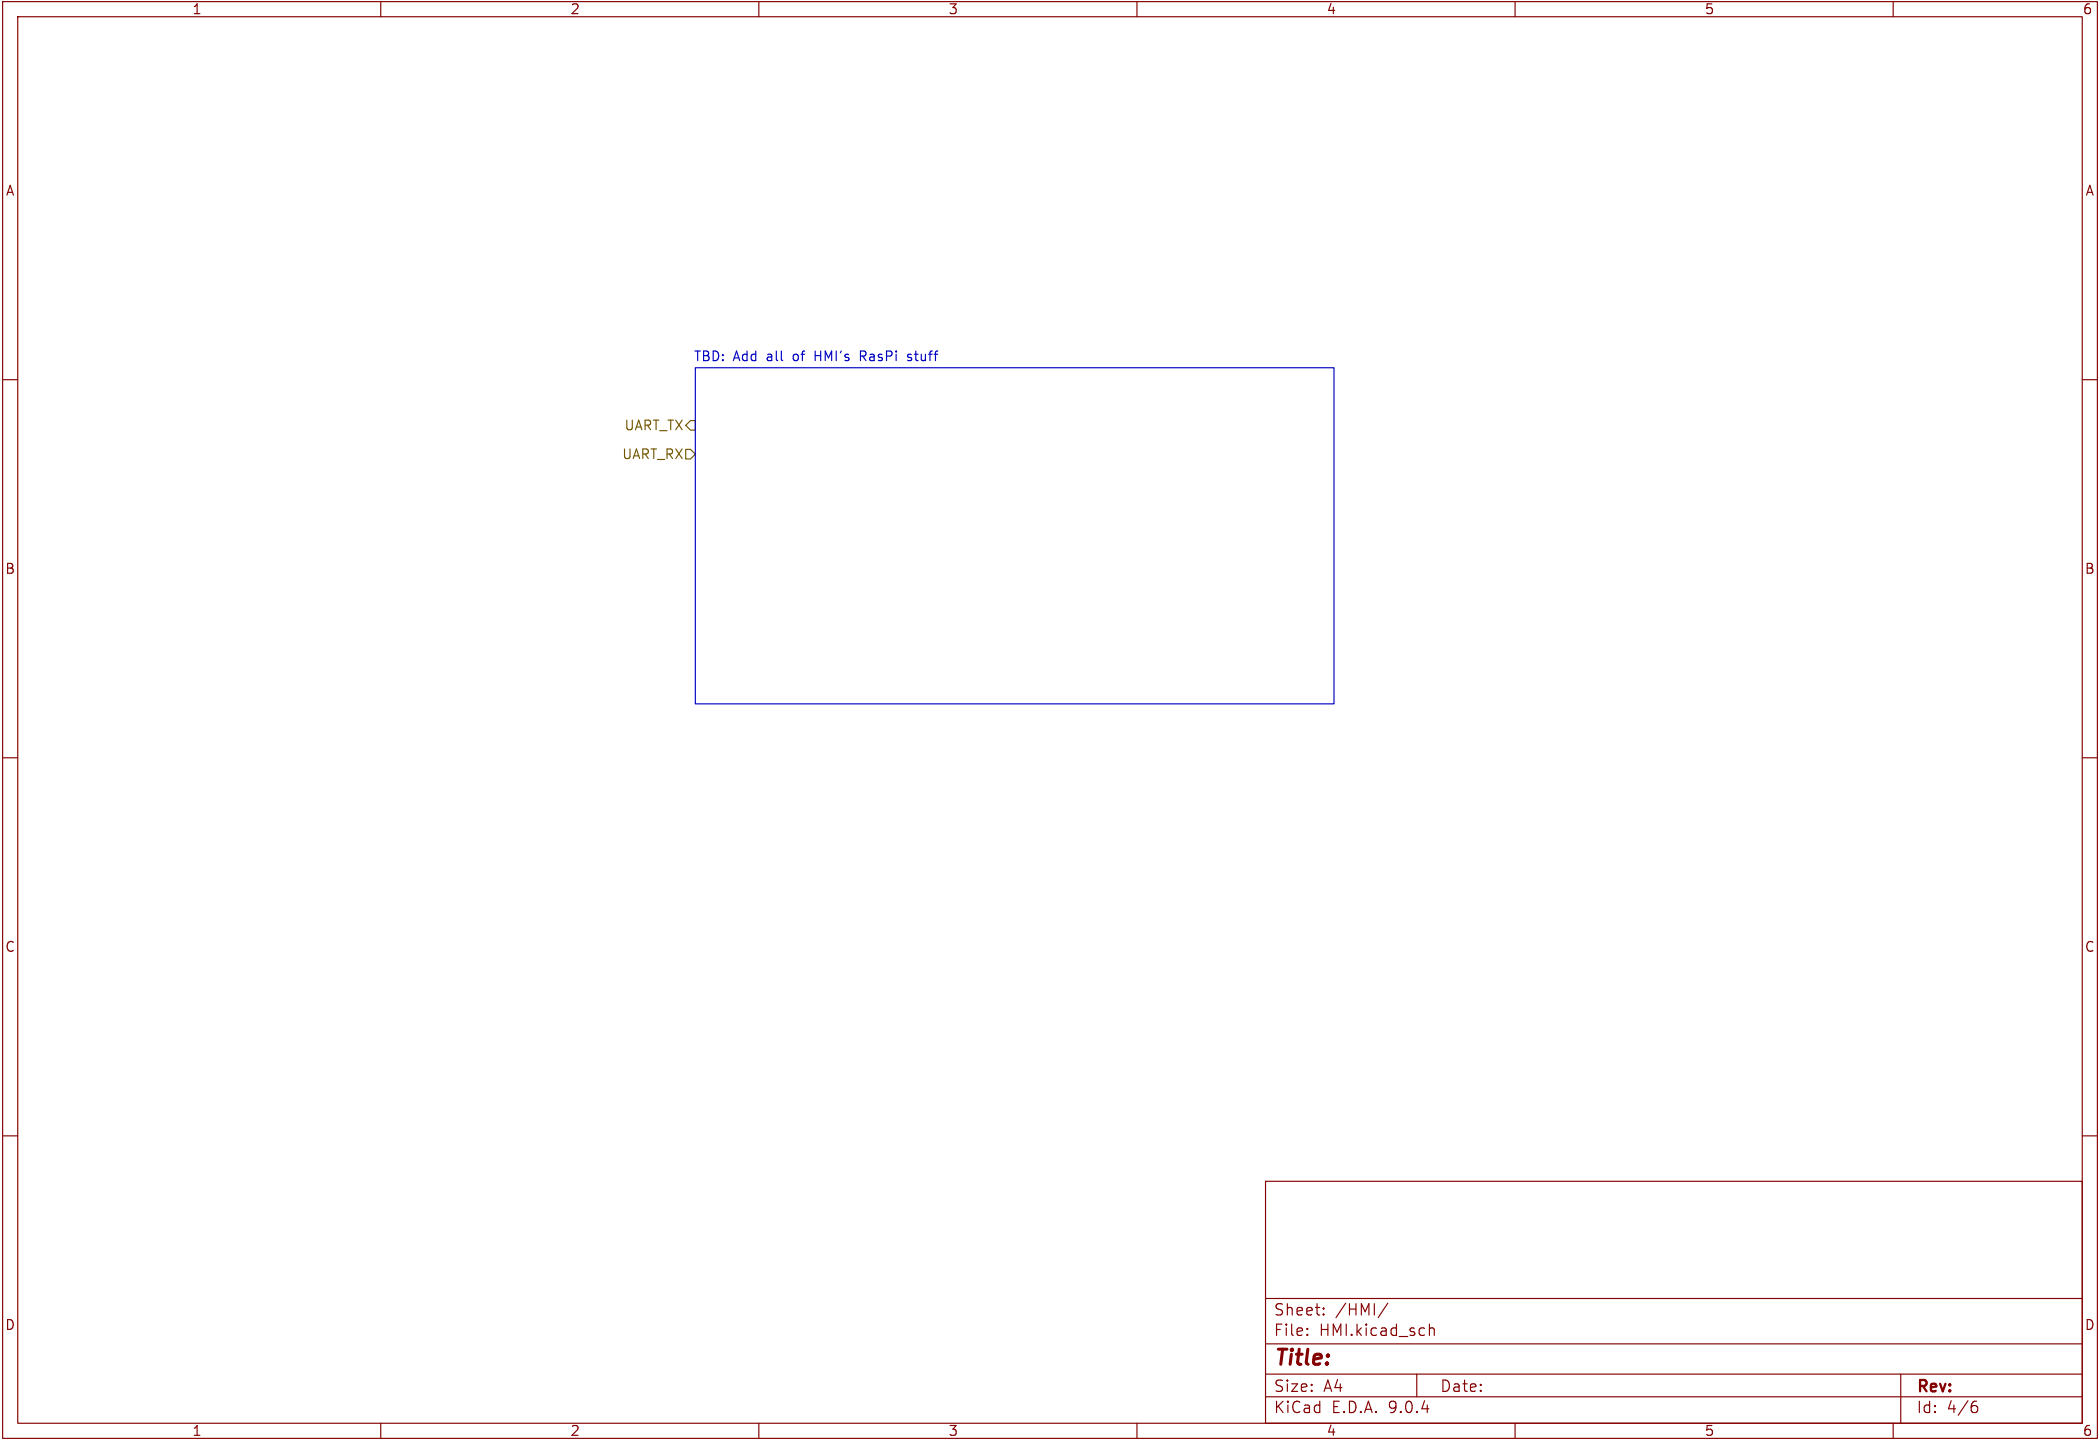 1 2 3 4 5 6
A A
TBD: Add all of HMI's RasPi stuff
UART_TX
UART_RX
B B
C C
Sheet: /HMI/
File: HMI.kicad_sch
D D
Title:
Size: A4 Date: Rev:
KiCad E.D.A. 9.0.4 Id: 4/6
1 2 3 4 5 6